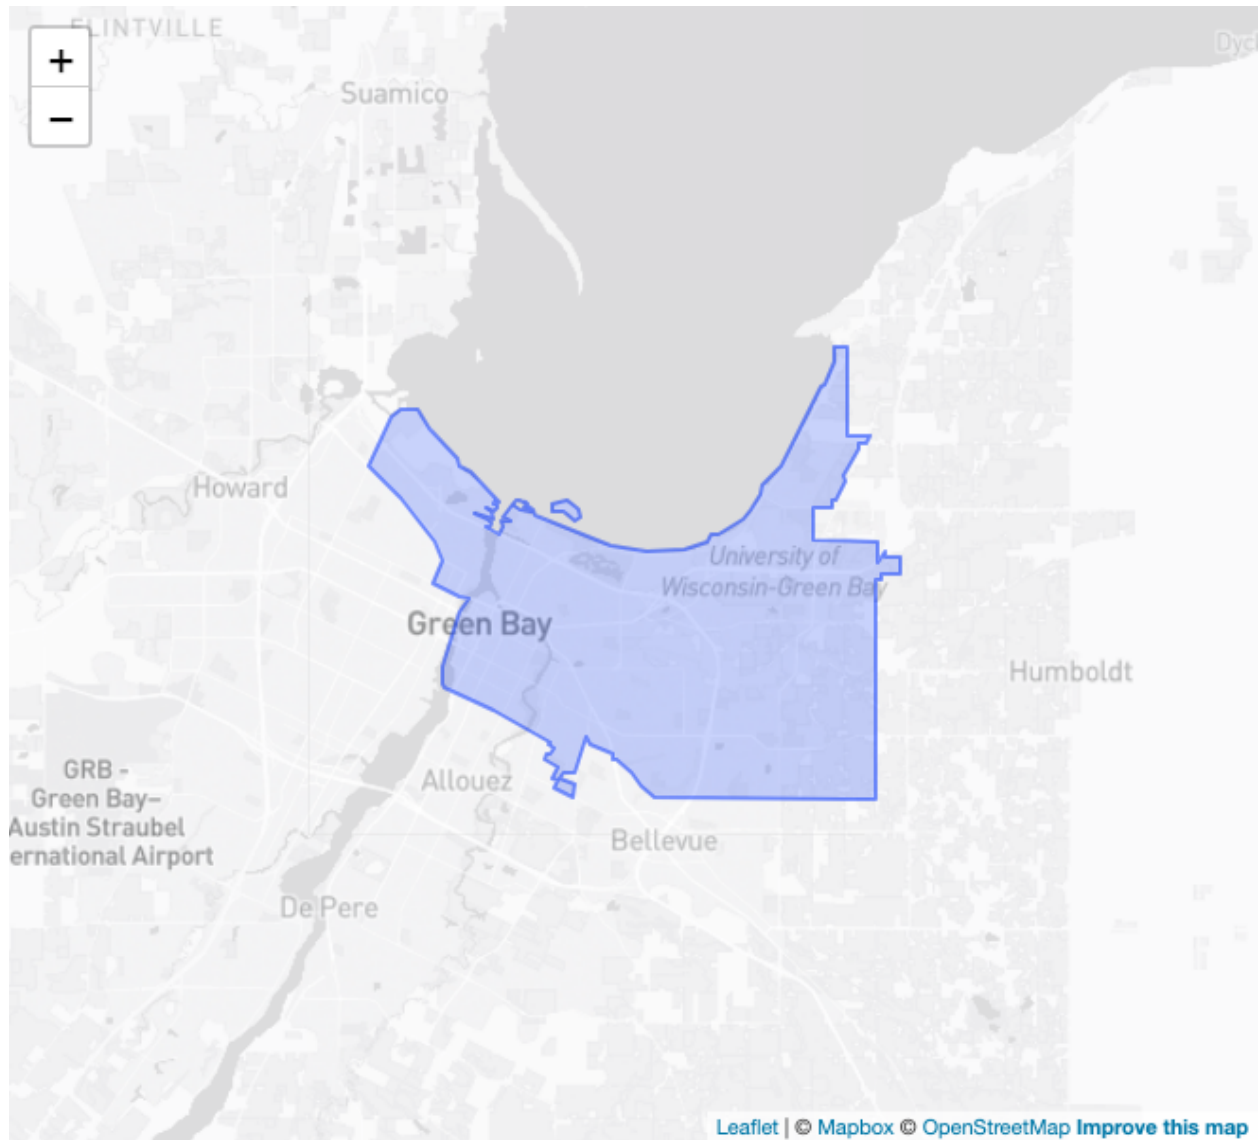 FLINTVILLE
+
Dycl
−
Suamico
Howard
University of
Wisconsin-Green Bay
Green Bay
Humboldt
GRB -
Green Bay–
Austin Straubel
ernational Airport
Allouez
Bellevue
De Pere
Leaflet | © Mapbox © OpenStreetMap Improve this map